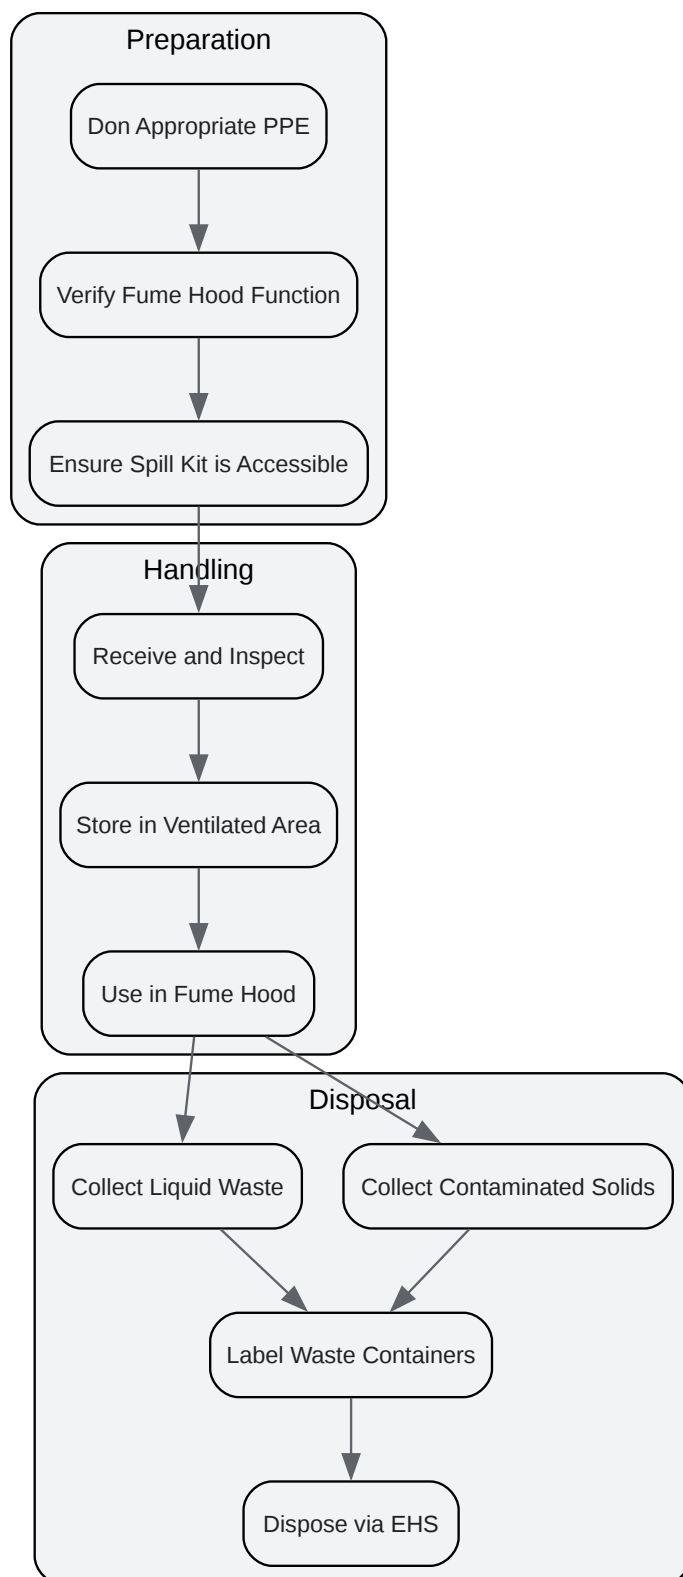 Preparation
Don Appropriate PPE
Verify Fume Hood Function
Ensure Spill Kit is Accessible
Handling
Receive and Inspect
Store in Ventilated Area
Use in Fume Hood
Disposal
Collect Liquid Waste
Collect Contaminated Solids
Label Waste Containers
Dispose via EHS